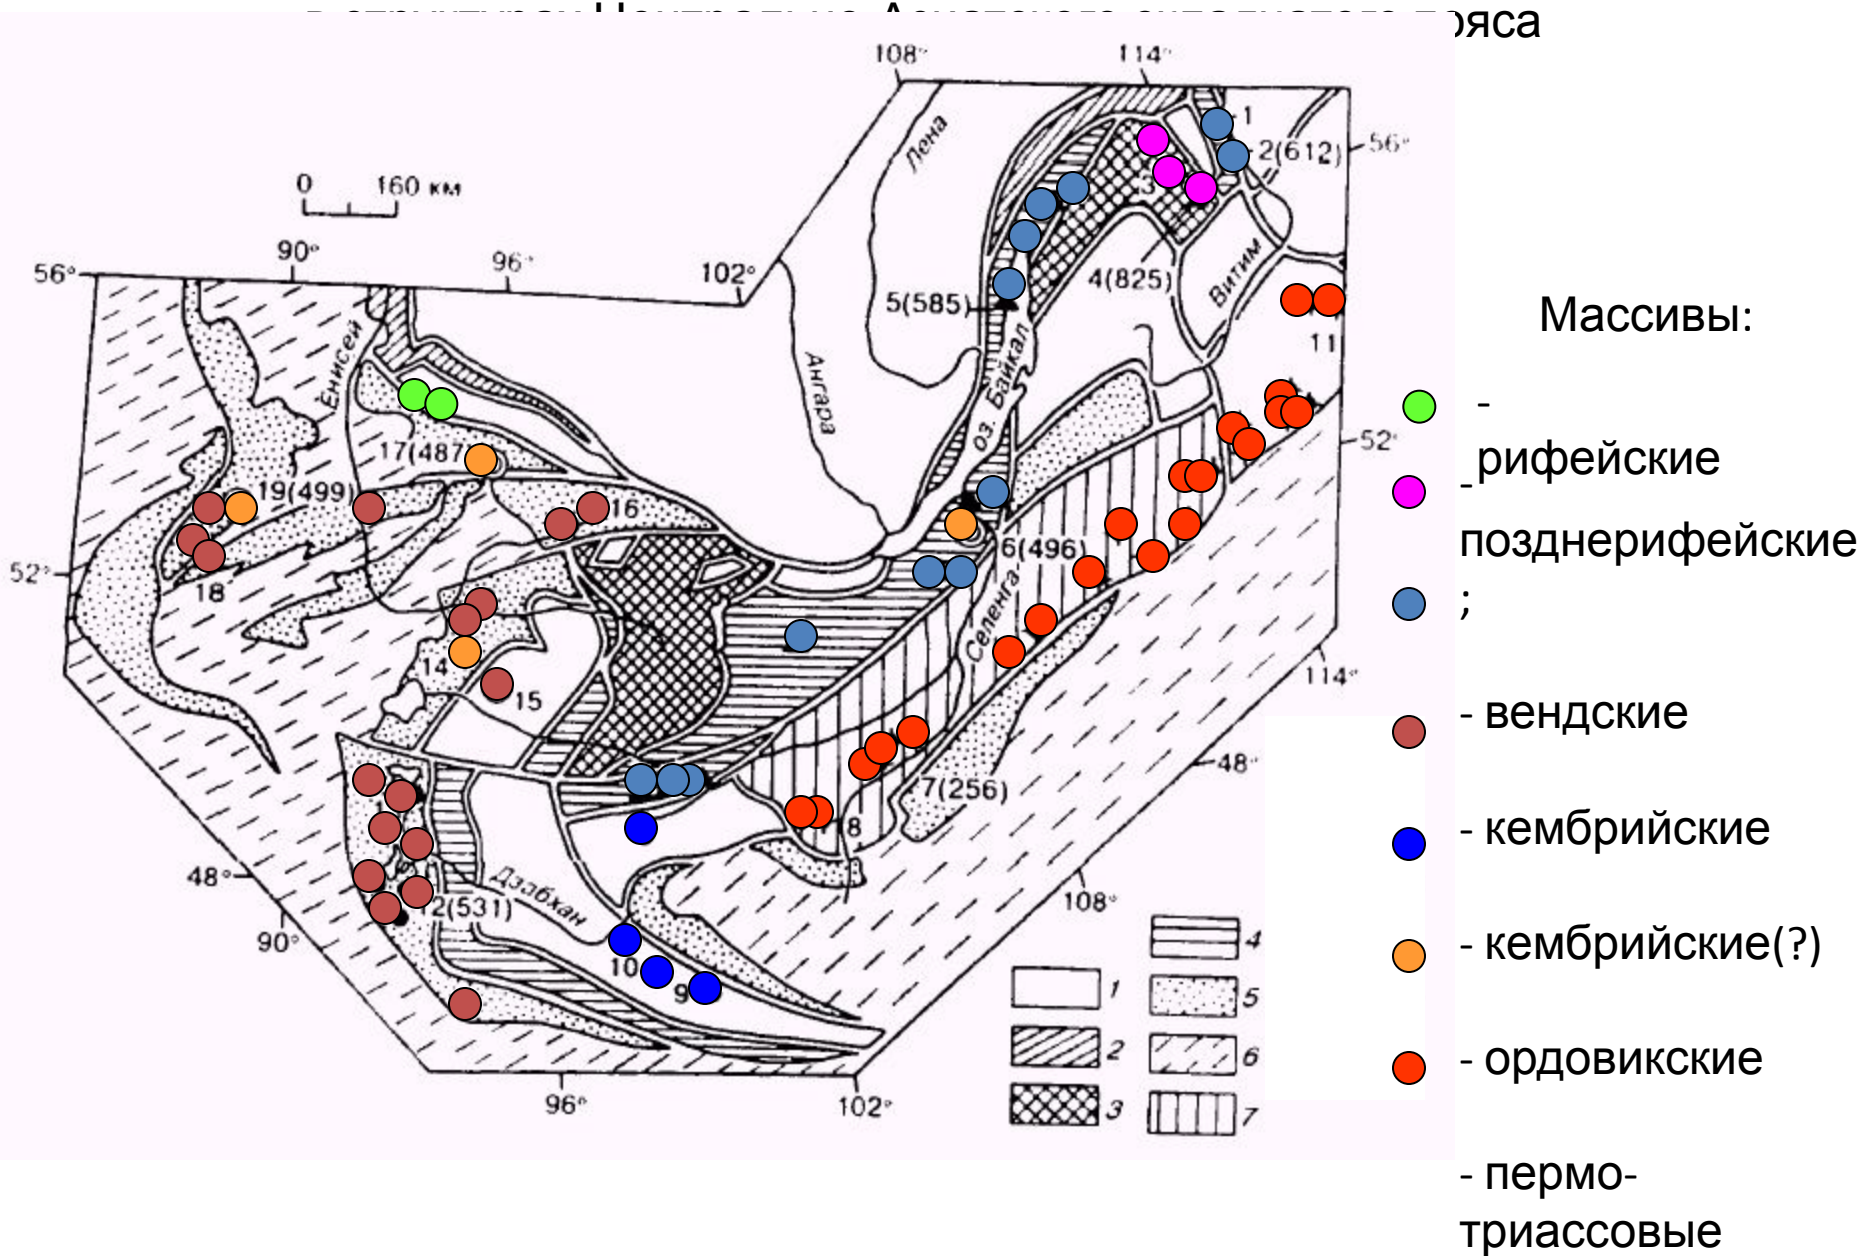 пояса
108°
114°
Лена
1
2(612)
56°
0 160 км
3
90°
56°
96°
102°
4(825)
Витим
5(585)
Енисей
Ангара
оз. Байкал
11
Массивы:
-
рифейские
-
позднерифейские
;
- вендские
- кембрийские
- кембрийские(?)
- ордовикские
- пермо-
триассовые
52°
17(487)
19(499)
16
6(496)
52°
18
Селенга
14
15
114°
48°
7(256)
8
48°
Дзабхан
2(531)
108°
90°
10
9
1
2
3
4
5
6
7
96°
102°